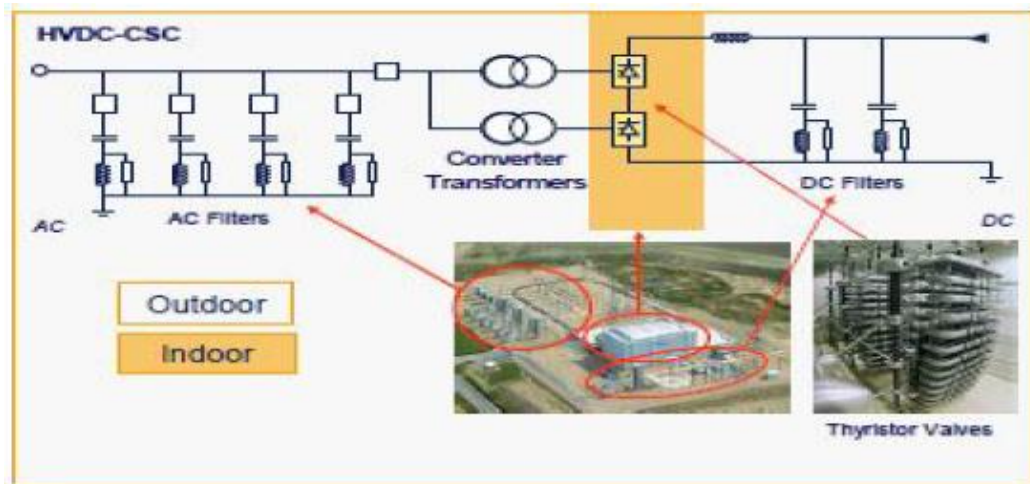 HVDC-CSC
Converter
Transformers
AC Filters
DC Filters
AC
DC
Outdoor
Indoor
Thyristor Valves